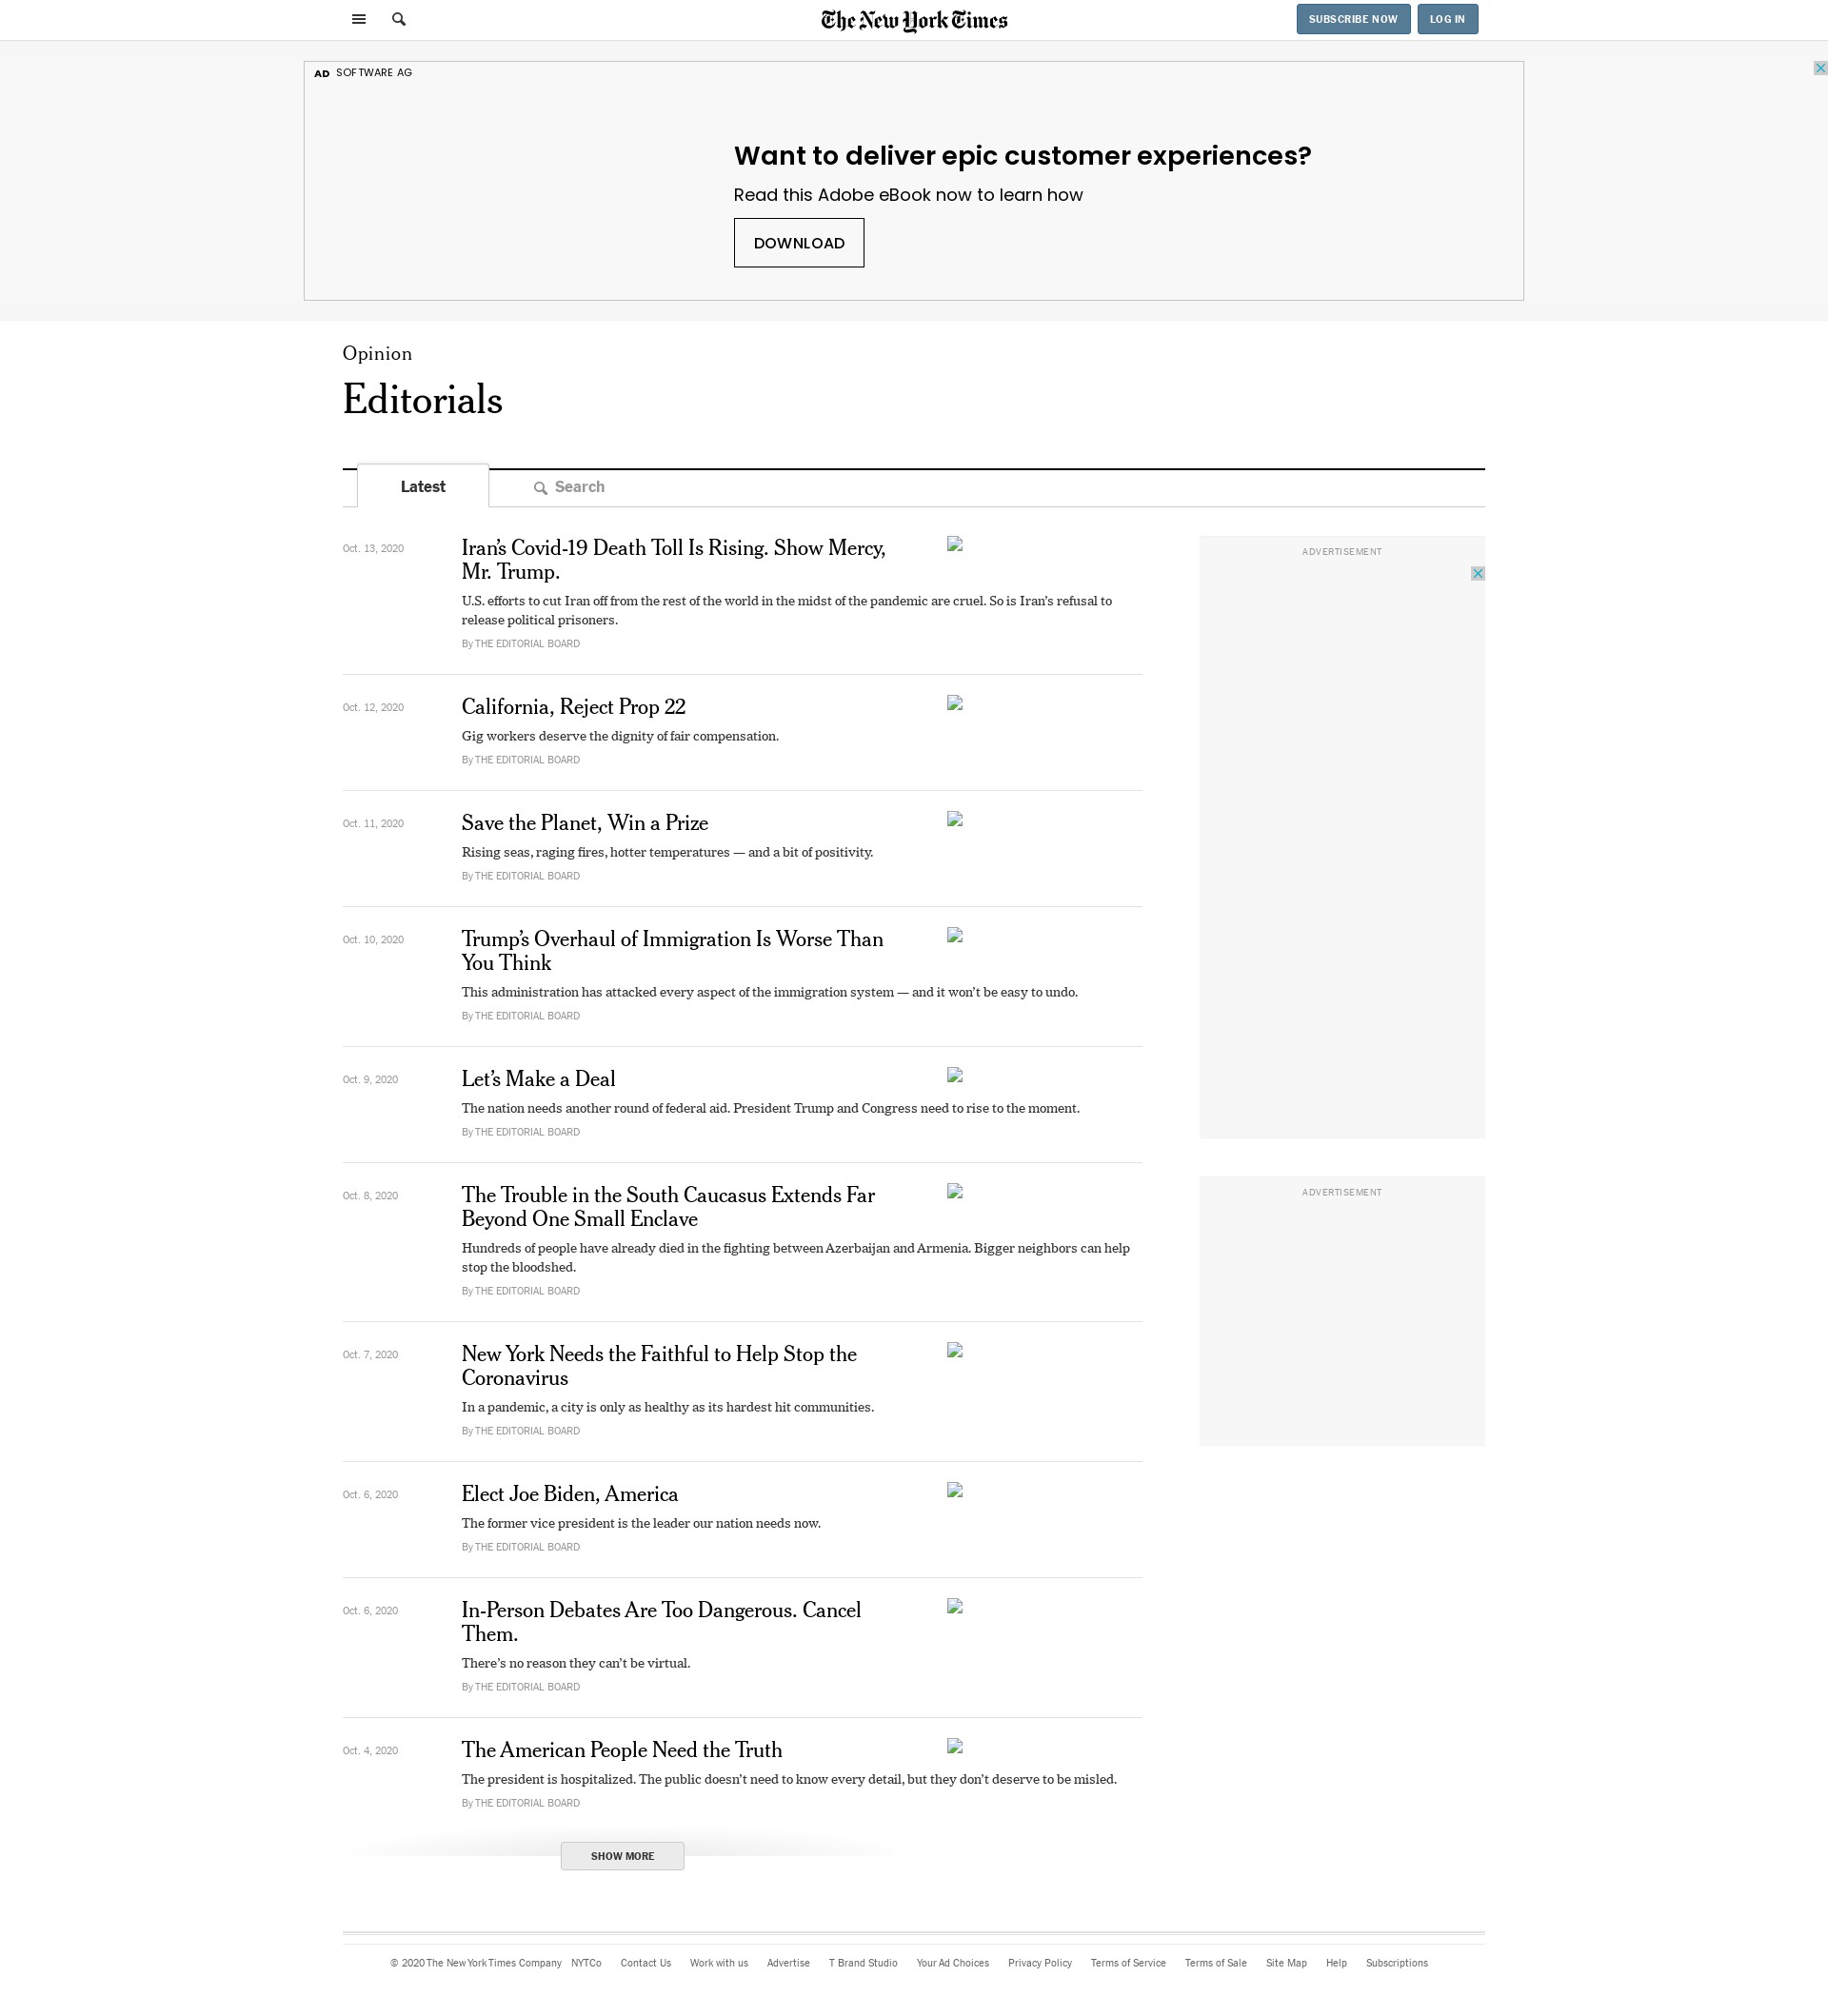 The New York Times
SUBSCRIBE NOW
LOG IN
AD SOFTWARE AG
Want to deliver epic customer experiences?
Read this Adobe eBook now to learn how
DOWNLOAD
Opinion
Editorials
Latest
Search
Oct. 13, 2020
Iran’s Covid-19 Death Toll Is Rising. Show Mercy,
Mr. Trump.
U.S. efforts to cut Iran off from the rest of the world in the midst of the pandemic are cruel. So is Iran’s refusal to
release political prisoners.
By THE EDITORIAL BOARD
ADVERTISEMENT
Oct. 12, 2020
California, Reject Prop 22
Gig workers deserve the dignity of fair compensation.
By THE EDITORIAL BOARD
Oct. 11, 2020
Save the Planet, Win a Prize
Rising seas, raging fires, hotter temperatures — and a bit of positivity.
By THE EDITORIAL BOARD
Oct. 10, 2020
Trump’s Overhaul of Immigration Is Worse Than
You Think
This administration has attacked every aspect of the immigration system — and it won’t be easy to undo.
By THE EDITORIAL BOARD
Oct. 9, 2020
Let’s Make a Deal
The nation needs another round of federal aid. President Trump and Congress need to rise to the moment.
By THE EDITORIAL BOARD
Oct. 8, 2020
The Trouble in the South Caucasus Extends Far
Beyond One Small Enclave
Hundreds of people have already died in the fighting between Azerbaijan and Armenia. Bigger neighbors can help
stop the bloodshed.
By THE EDITORIAL BOARD
ADVERTISEMENT
Oct. 7, 2020
New York Needs the Faithful to Help Stop the
Coronavirus
In a pandemic, a city is only as healthy as its hardest hit communities.
By THE EDITORIAL BOARD
Oct. 6, 2020
Elect Joe Biden, America
The former vice president is the leader our nation needs now.
By THE EDITORIAL BOARD
Oct. 6, 2020
In-Person Debates Are Too Dangerous. Cancel
Them.
There’s no reason they can’t be virtual.
By THE EDITORIAL BOARD
Oct. 4, 2020
The American People Need the Truth
The president is hospitalized. The public doesn’t need to know every detail, but they don’t deserve to be misled.
By THE EDITORIAL BOARD
SHOW MORE
© 2020 The New York Times Company NYTCo Contact Us Work with us Advertise T Brand Studio Your Ad Choices Privacy Policy Terms of Service Terms of Sale Site Map Help Subscriptions